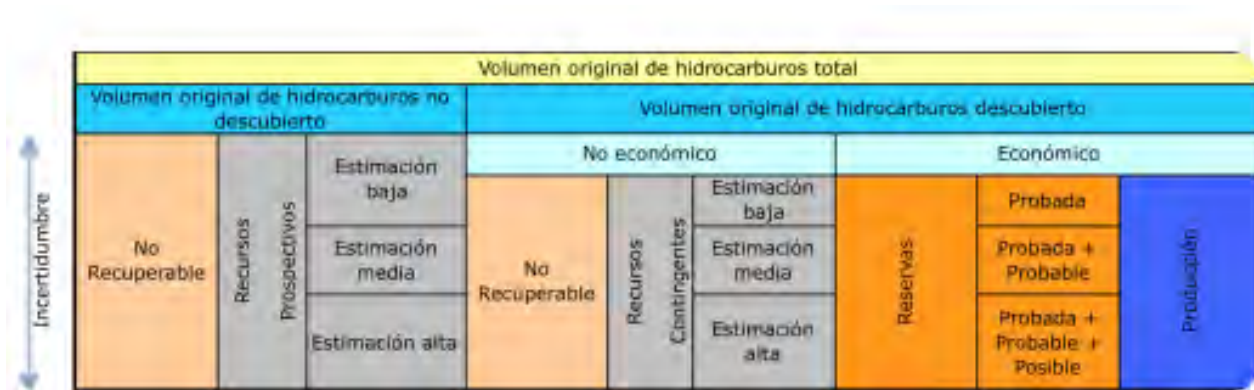 Volumen original de hidrocarburos total
Volumen original de hidrocarburos no
descubierto
Volumen original de hidrocarburos descubierto
No económico
Económico
Incertidumbre
No
Recuperable
Recursos
Prospectivos
Estimación
baja
Estimación
media
Estimación alta
No
Recuperable
Recursos
Contingentes
Estimación
baja
Estimación
media
Estimación
alta
Reservas
Probada
Probada +
Probable
Probada +
Probable +
Posible
Producción